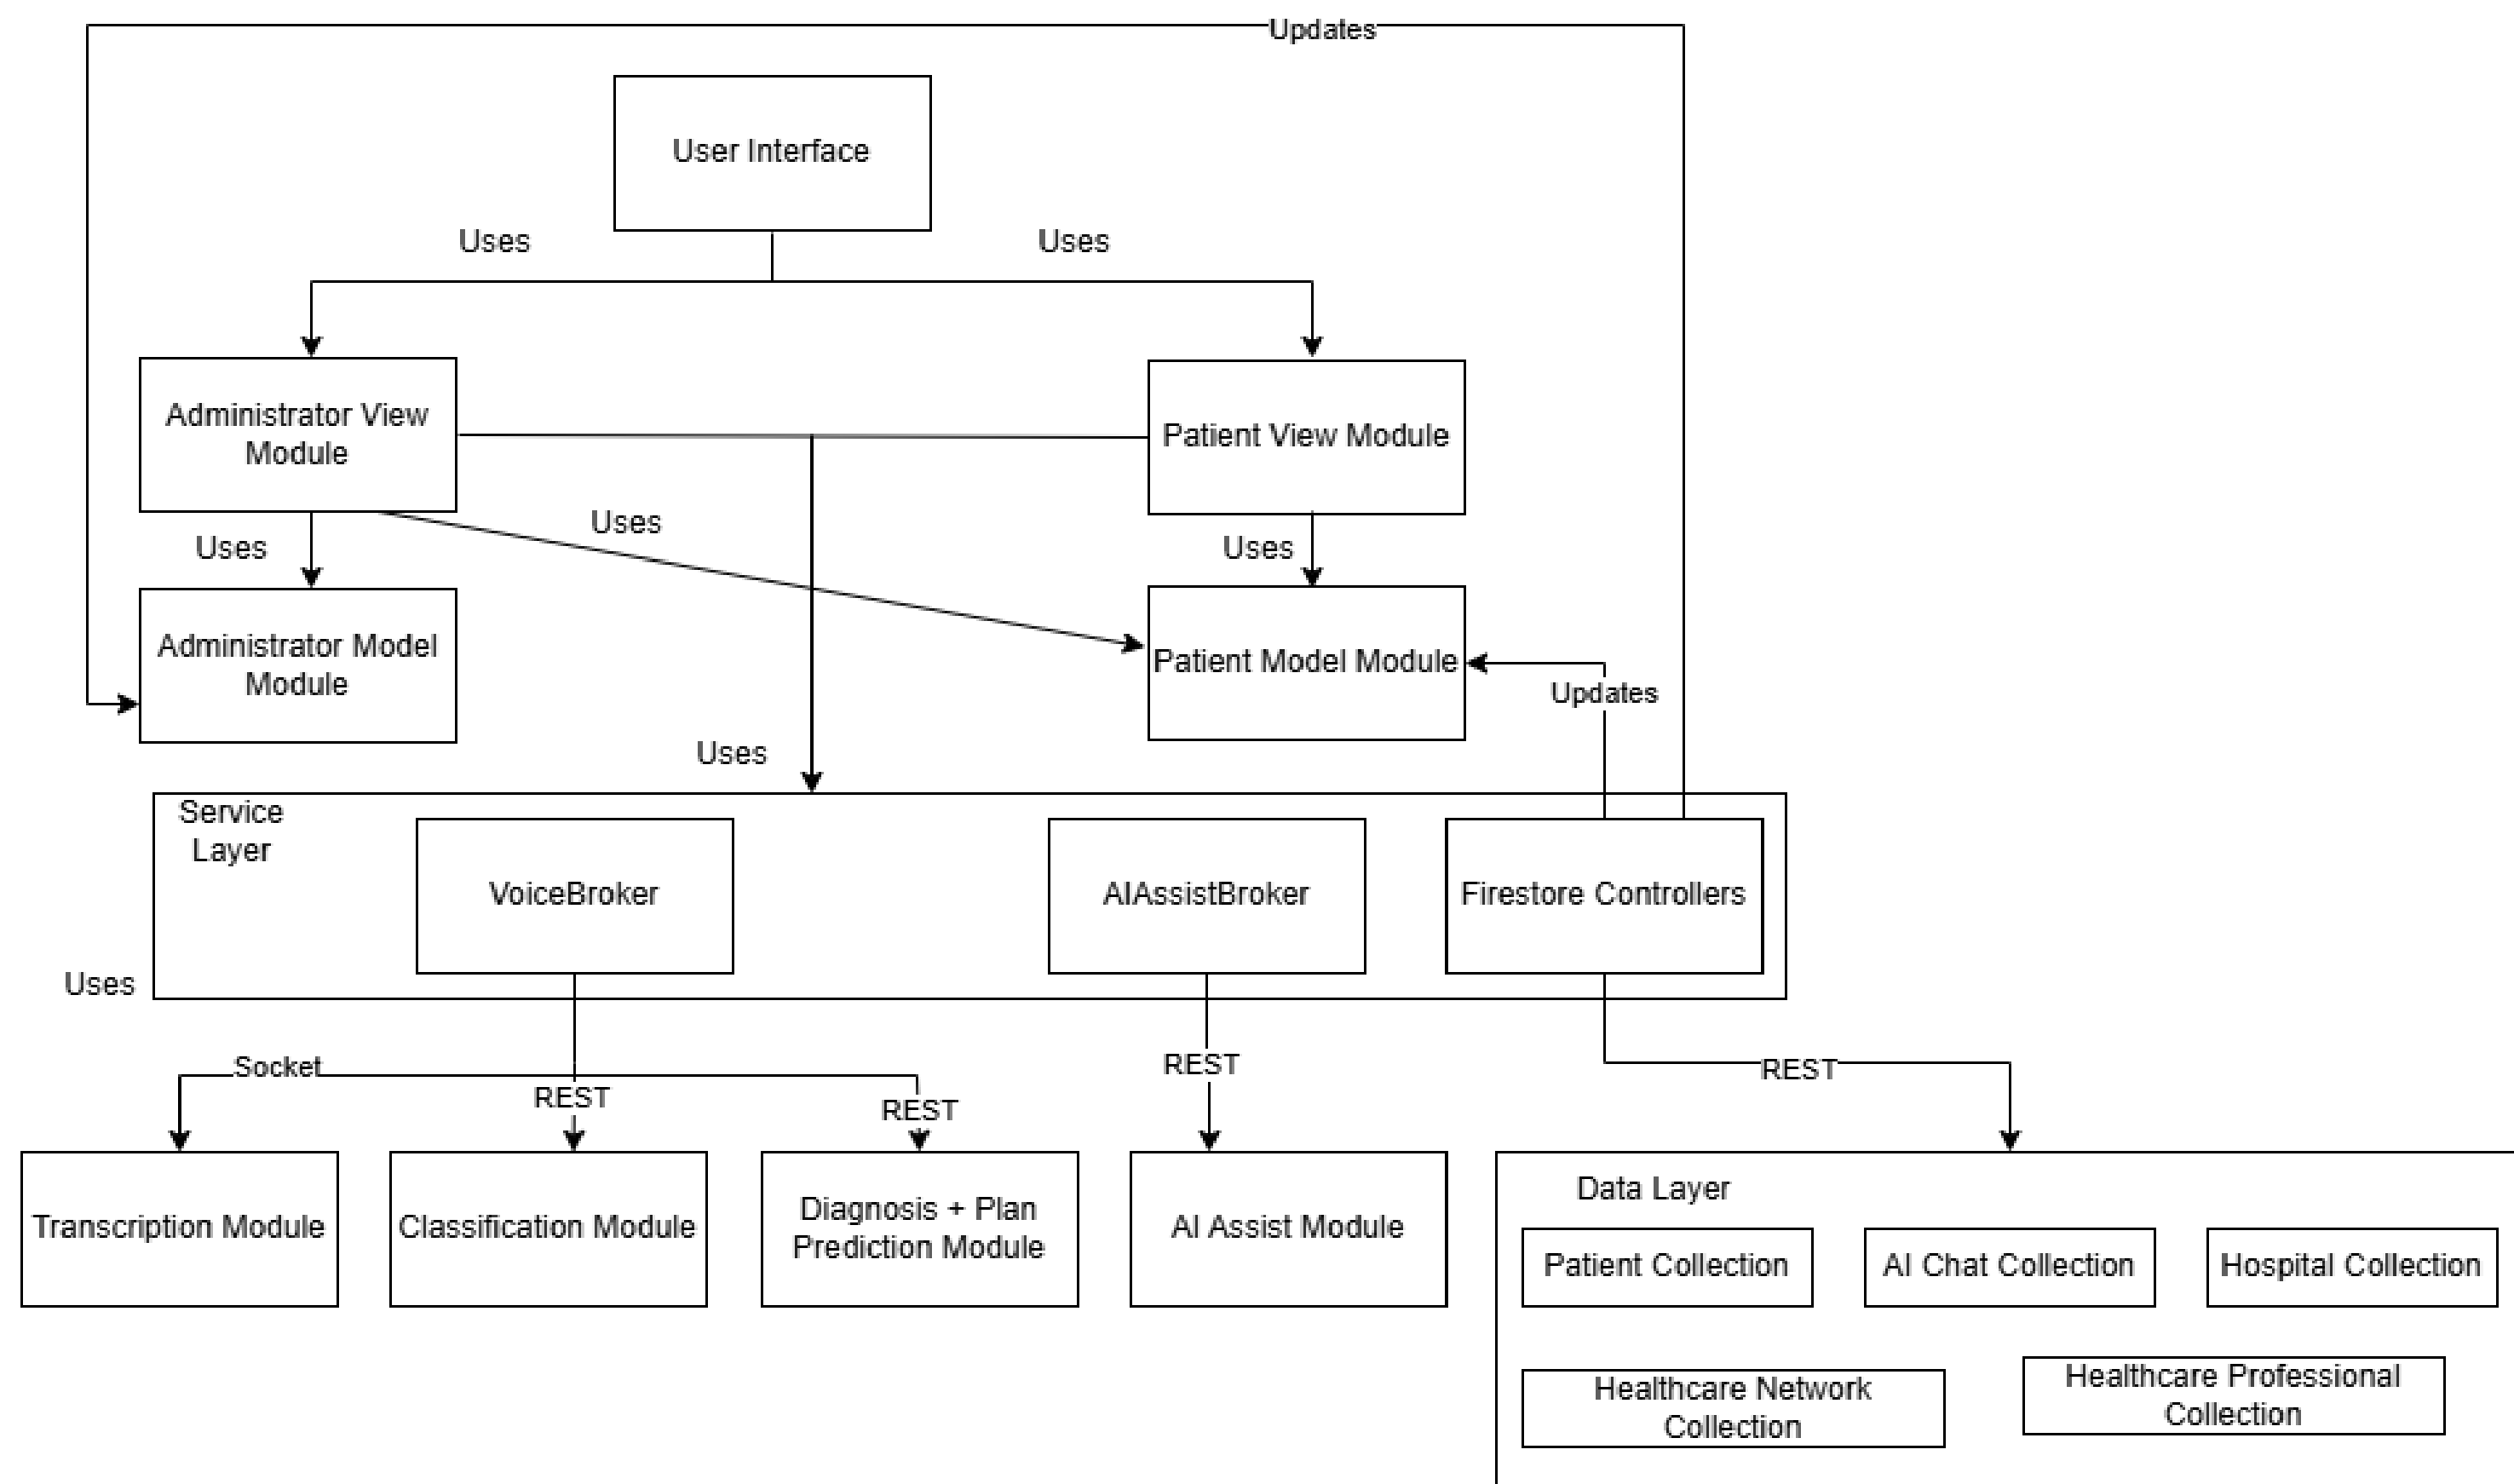 Updates
User Interface
Uses
Uses
Administrator View
Module
Patient View Module
Uses
Uses
Uses
Administrator Model
Module
Patient Model Module
Updates
Uses
Service
Layer
VoiceBroker
AIAssistBroker
Firestore Controllers
Uses
Socket
REST
REST
REST
REST
Transcription Module
Classification Module
Diagnosis + Plan
Prediction Module
AI Assist Module
Data Layer
Patient Collection
AI Chat Collection
Hospital Collection
Healthcare Network
Collection
Healthcare Professional
Collection